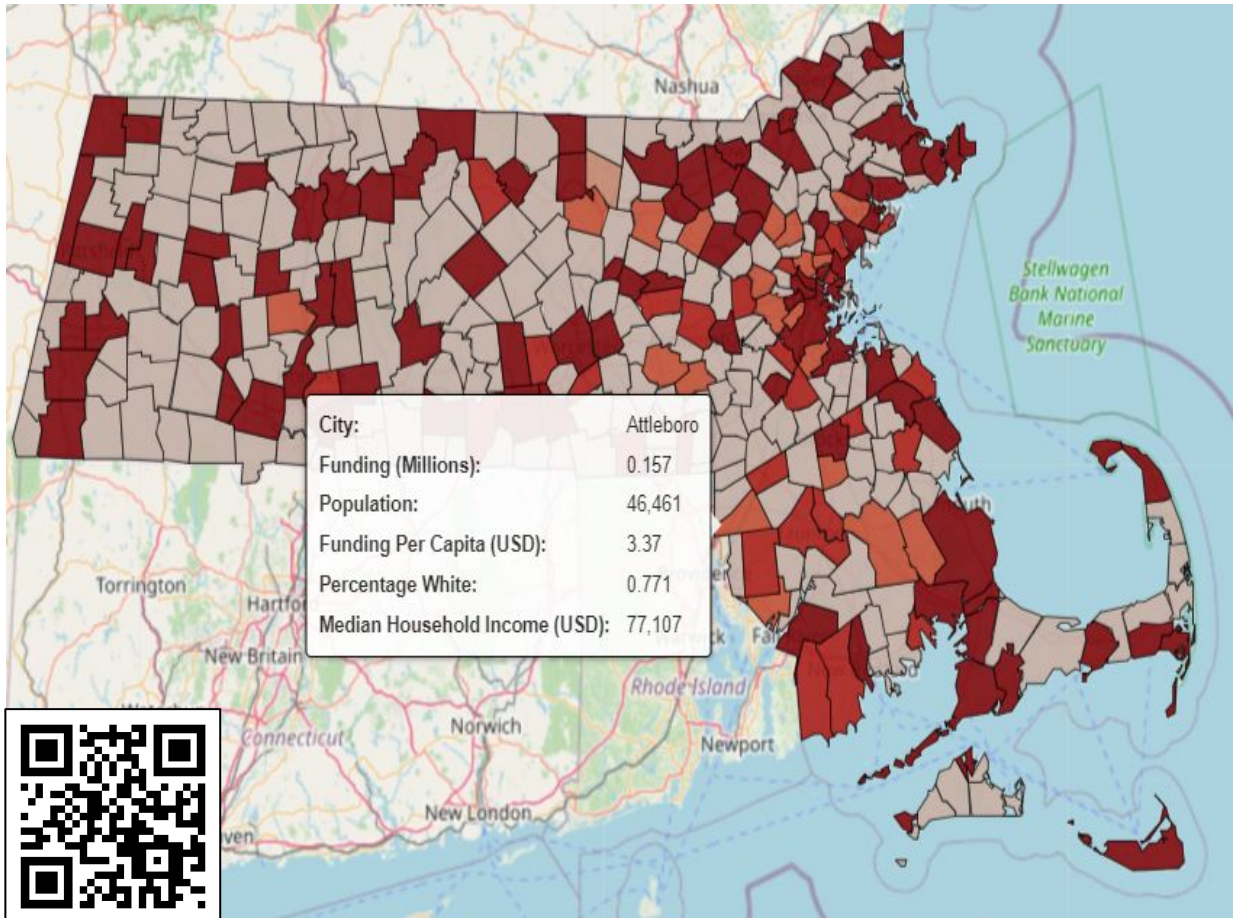 Nashua
Stellwagen
Bank National
Marine
Sanctuary
City: Attleboro
Funding (Millions): 0.157
Population: 46,461
Funding Per Capita (USD): 3.37
Percentage White: 0.771
Median Household Income (USD): 77,107
Torrington
Hartford
New Britain
Rhode Island
Norwich
Connecticut
Newport
New London